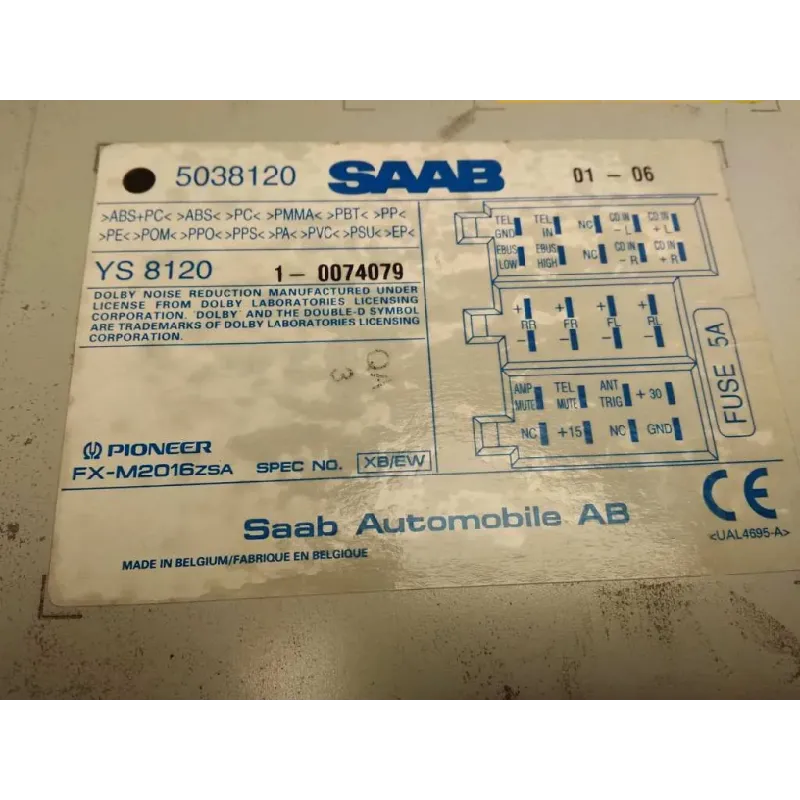 5038120 SAAB 01 - 06
>ABS+PC< >ABS< >PC< >PMMA< >PBT< >PP<
>PE< >POM< >PPO< >PPS< >PA< >PVC< >PSU< >EP<
YS 8120 1- 0074079
DOLBY NOISE REDUCTION MANUFACTURED UNDER
LICENSE FROM DOLBY LABORATORIES LICENSING
CORPORATION. 'DOLBY' AND THE DOUBLE-D SYMBOL
ARE TRADEMARKS OF DOLBY LABORATORIES LICENSING
CORPORATION.
QA
3
TEL GND TEL IN NC CD IN - L CD IN + L
EBUS LOW EBUS HIGH NC CD IN - R CD IN + R
+ + + +
RR FR FL RL
- - - -
AMP MUTE TEL MUTE ANT TRIG +30
NC +15 NC GND
FUSE 5A
PIONEER
FX-M2016ZSA SPEC NO. XB/EW
CE
Saab Automobile AB
<UAL4695-A>
MADE IN BELGIUM/FABRIQUE EN BELGIQUE